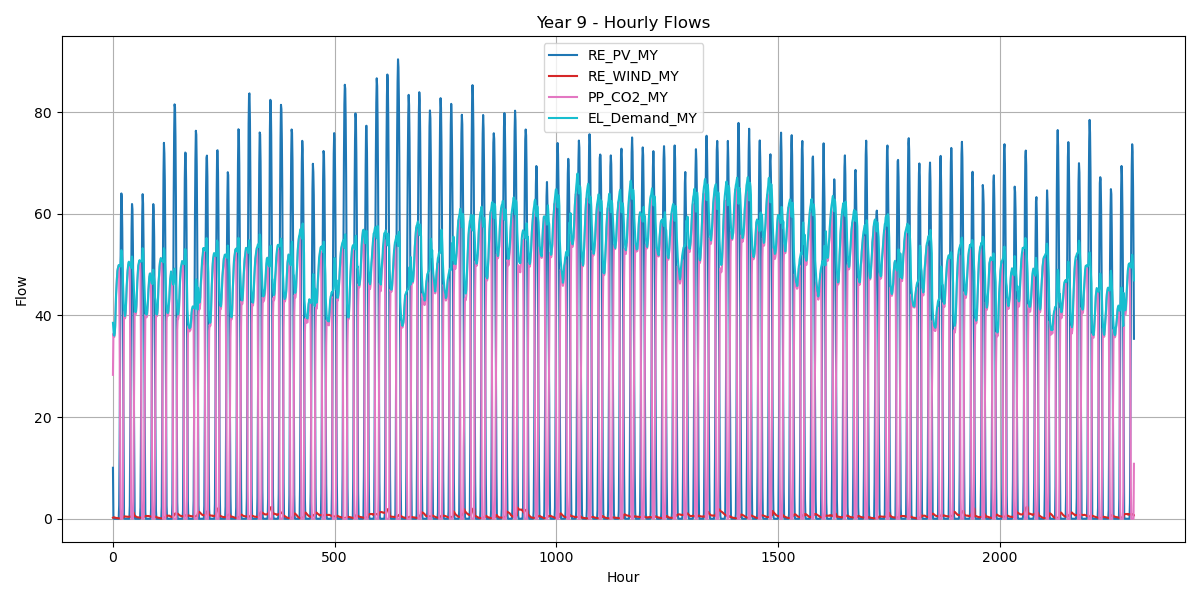 Year 9 - Hourly Flows
RE_PV_MY
RE_WIND_MY
PP_CO2_MY
EL_Demand_MY
Flow
80
60
40
20
0
0 500 1000 1500 2000
Hour